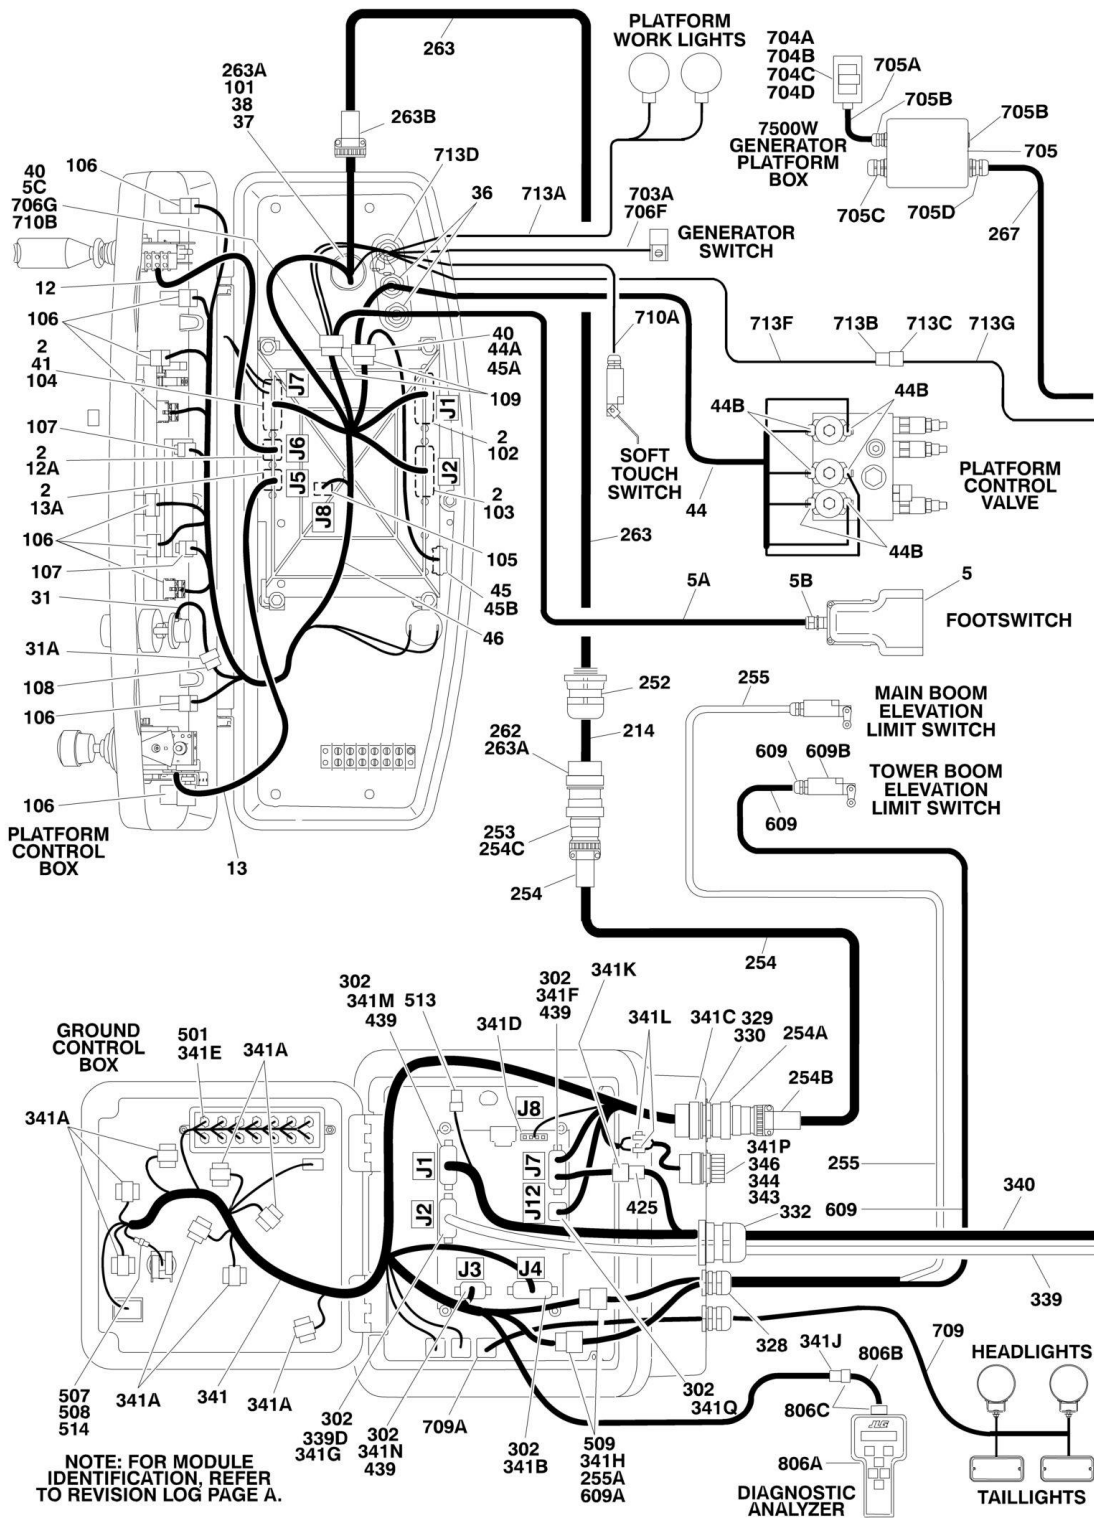 263
PLATFORM
WORK LIGHTS
704A
704B
704C
704D
705A
705B
705B
7500W
GENERATOR
PLATFORM
BOX
705
705C
705D
267
263A
101
38
37
263B
713D
36
713A
703A
706F
GENERATOR
SWITCH
40
5C
706G
710B
106
12
106
2
41
104
107
2
12A
2
13A
106
107
31
31A
108
106
106
PLATFORM
CONTROL
BOX
13
J7
J6
J5
J8
J1
J2
40
44A
45A
109
2
102
2
103
105
45
45B
46
710A
SOFT
TOUCH
SWITCH
713F
713B
713C
713G
44B
44B
44B
44
PLATFORM
CONTROL
VALVE
263
5A
5B
5
FOOTSWITCH
252
214
262
263A
253
254C
254
254
255
MAIN BOOM
ELEVATION
LIMIT SWITCH
609
609B
609
TOWER BOOM
ELEVATION
LIMIT SWITCH
GROUND
CONTROL
BOX
501
341E
341A
341A
302
341M
439
513
341D
302
341F
439
341K
341L
341C
329
330
254A
254B
J8
J1
J7
J2
J12
J3
J4
425
341P
346
344
343
332
255
609
340
339
328
709
341J
806B
806C
HEADLIGHTS
TAILLIGHTS
JLG
806A
DIAGNOSTIC
ANALYZER
507
508
514
341A
341
341A
302
339D
341G
302
341N
439
709A
302
341B
509
341H
255A
609A
302
341Q
NOTE: FOR MODULE
IDENTIFICATION, REFER
TO REVISION LOG PAGE A.